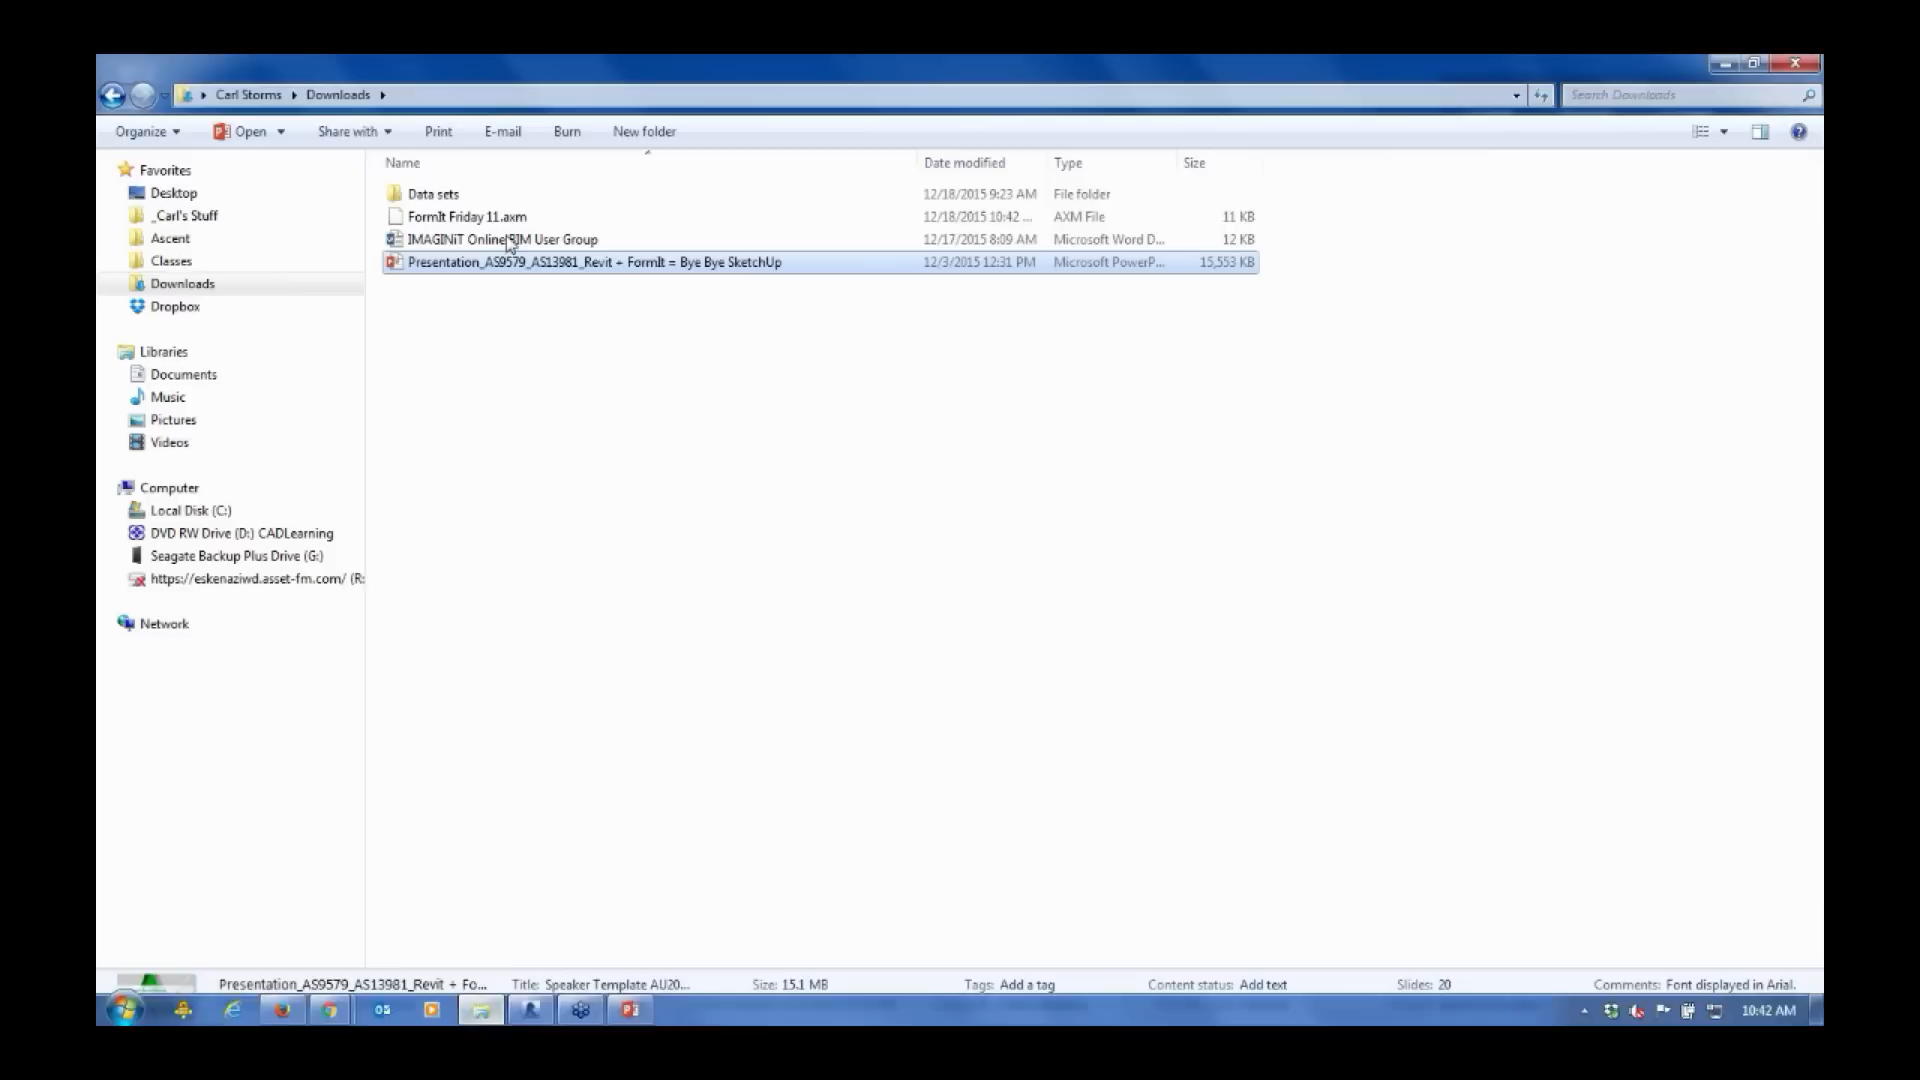 Carl Storms Downloads
Search Downloads
Organize Open Share with Print E-mail Burn New folder
Name Date modified Type Size
Data sets 12/18/2015 9:23 AM File folder
FormIt Friday 11.axm 12/18/2015 10:42 ... AXM File 11 KB
IMAGINiT Online BIM User Group 12/17/2015 8:09 AM Microsoft Word D... 12 KB
Presentation_AS9579_AS13981_Revit + FormIt = Bye Bye SketchUp 12/3/2015 12:31 PM Microsoft PowerP... 15,553 KB
Favorites
Desktop
_Carl's Stuff
Ascent
Classes
Downloads
Dropbox
Libraries
Documents
Music
Pictures
Videos
Computer
Local Disk (C:)
DVD RW Drive (D:) CADLearning
Seagate Backup Plus Drive (G:)
https://eskenaziwd.asset-fm.com/ (R:
Network
Presentation_AS9579_AS13981_Revit + Fo... Title: Speaker Template AU20... Size: 15.1 MB Tags: Add a tag Content status: Add text Slides: 20 Comments: Font displayed in Arial.
10:42 AM